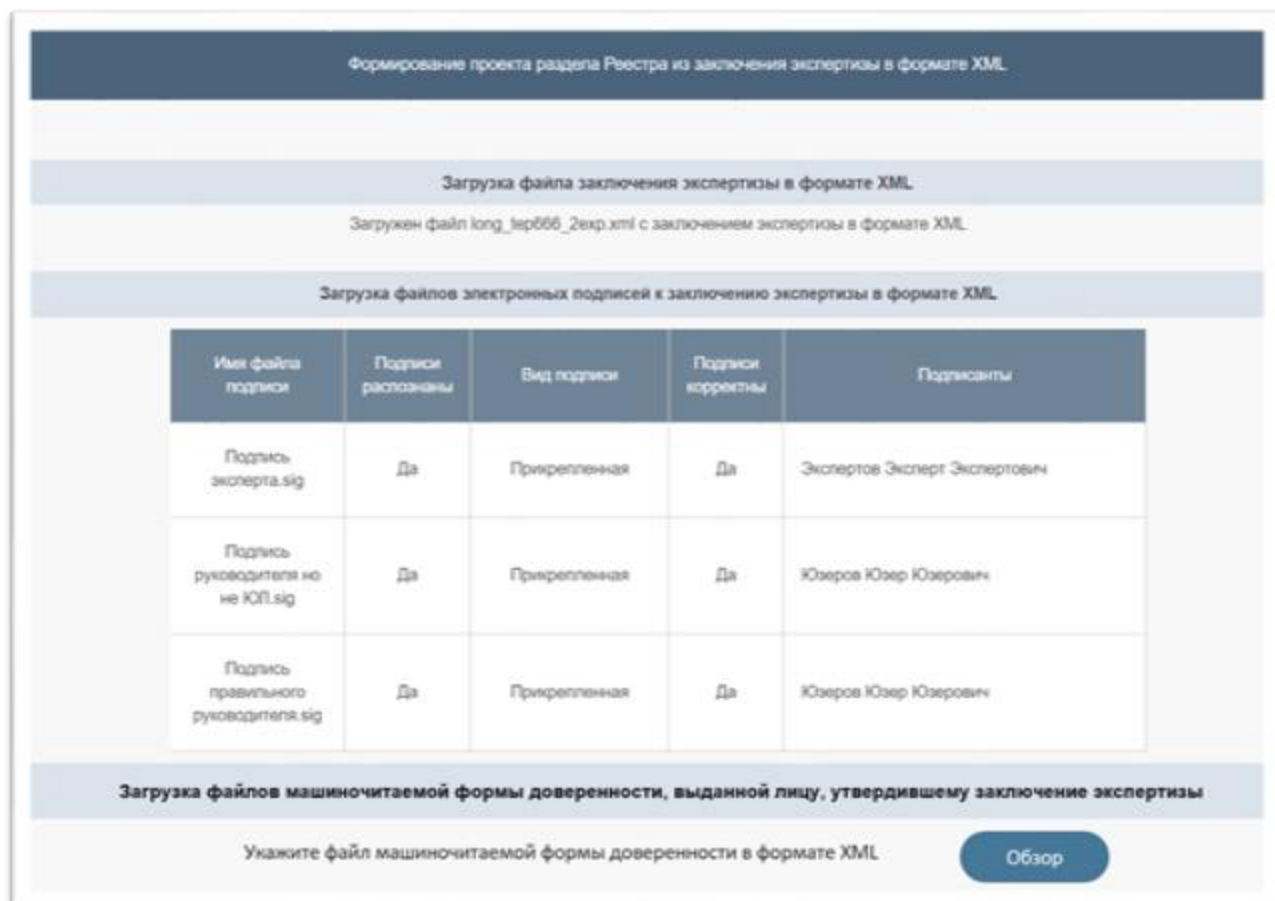 Формирование проекта раздела Реестра из заключения экспертизы в формате XML
Загрузка файла заключения экспертизы в формате XML
Загружен файл long_tep666_2exp.xml с заключением экспертизы в формате XML
Загрузка файлов электронных подписей к заключению экспертизы в формате XML
Имя файла
подписи
Подписи
распознаны
Вид подписи
Подписи
корректны
Подписанты
Подпись
эксперта.sig
Да
Прикрепленная
Да
Экспертов Эксперт Экспертович
Подпись
руководителя но
не ЮЛ.sig
Да
Прикрепленная
Да
Юзеров Юзер Юзерович
Подпись
правильного
руководителя.sig
Да
Прикрепленная
Да
Юзеров Юзер Юзерович
Загрузка файлов машиночитаемой формы доверенности, выданной лицу, утвердившему заключение экспертизы
Укажите файл машиночитаемой формы доверенности в формате XML
Обзор